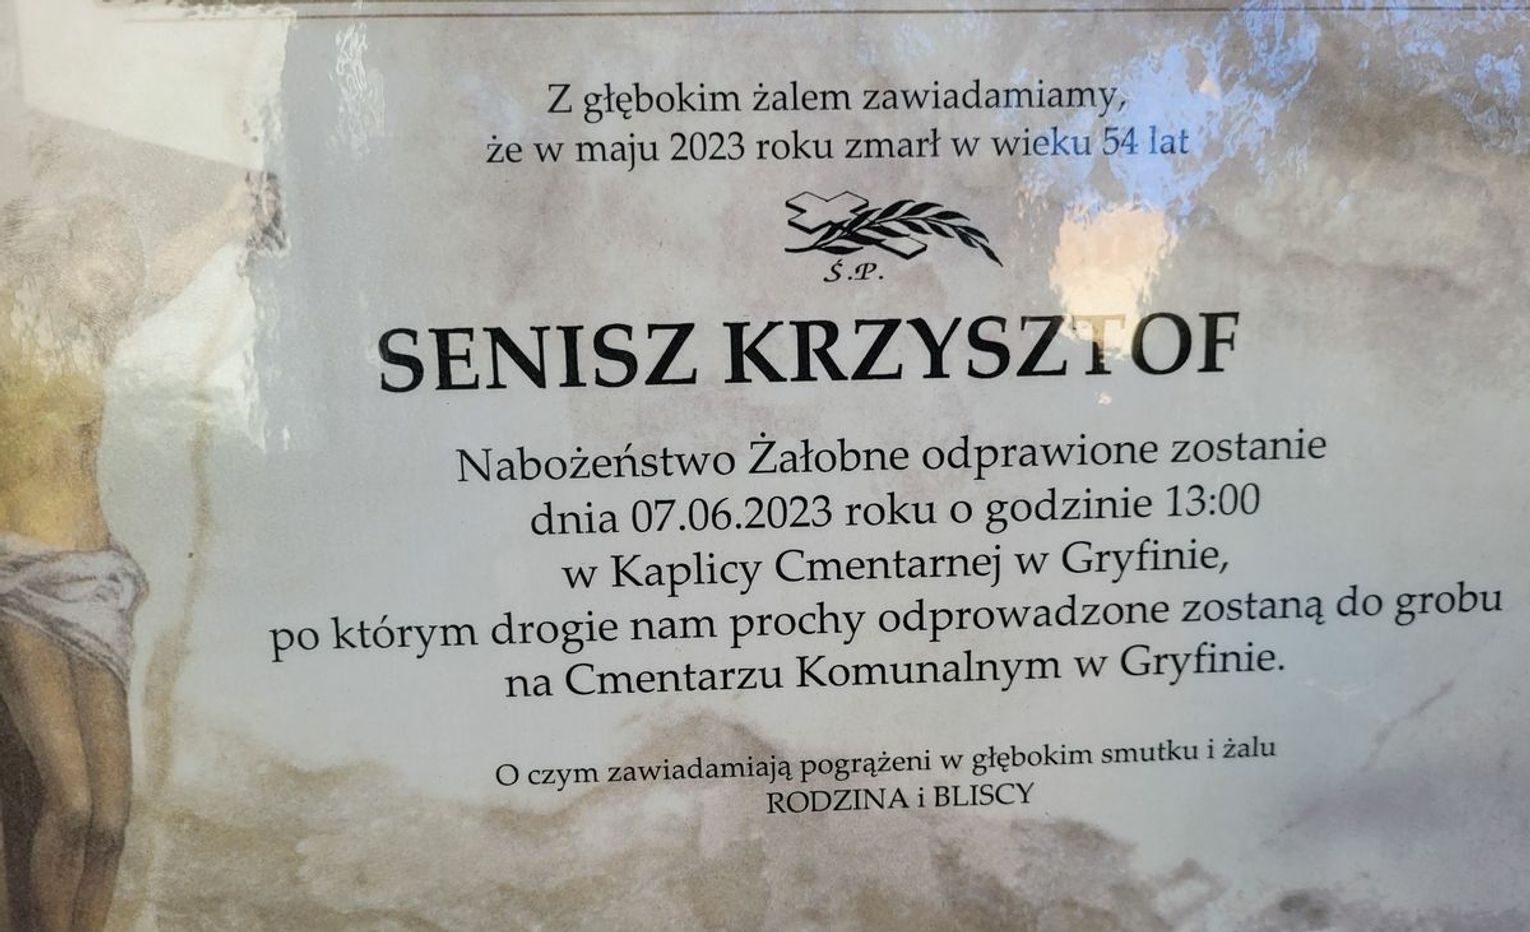 Z głębokim żalem zawiadamiamy,
że w maju 2023 roku zmarł w wieku 54 lat
Ś.P.
SENISZ KRZYSZTOF
Nabożeństwo Żałobne odprawione zostanie
dnia 07.06.2023 roku o godzinie 13:00
w Kaplicy Cmentarnej w Gryfinie,
po którym drogie nam prochy odprowadzone zostaną do grobu
na Cmentarzu Komunalnym w Gryfinie.
O czym zawiadamiają pogrążeni w głębokim smutku i żalu
RODZINA i BLISCY